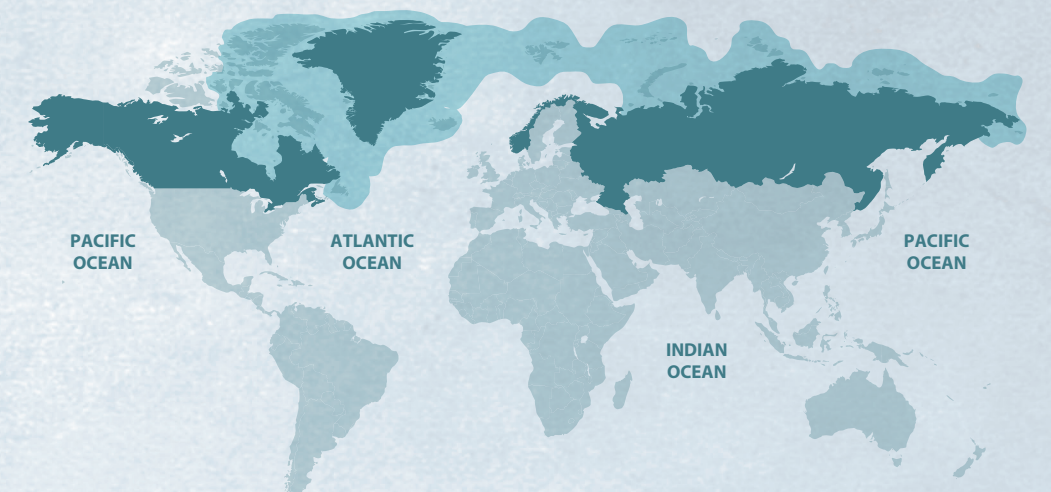 PACIFIC
OCEAN
ATLANTIC
OCEAN
PACIFIC
OCEAN
INDIAN
OCEAN